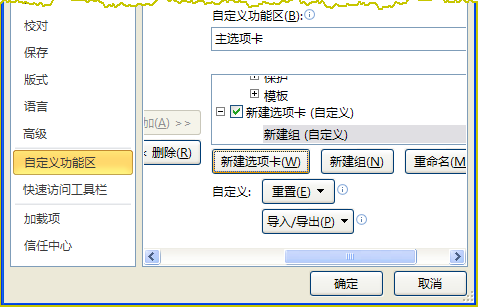 校对
保存
版式
语言
高级
自定义功能区
快速访问工具栏
加载项
信任中心
自定义功能区(B):
主选项卡
保护
模板
新建选项卡 (自定义)
新建组 (自定义)
加(A) >>
< 删除(R)
新建选项卡(W)
新建组(N)
重命名(M
自定义:
重置(E)
导入/导出(P)
确定
取消